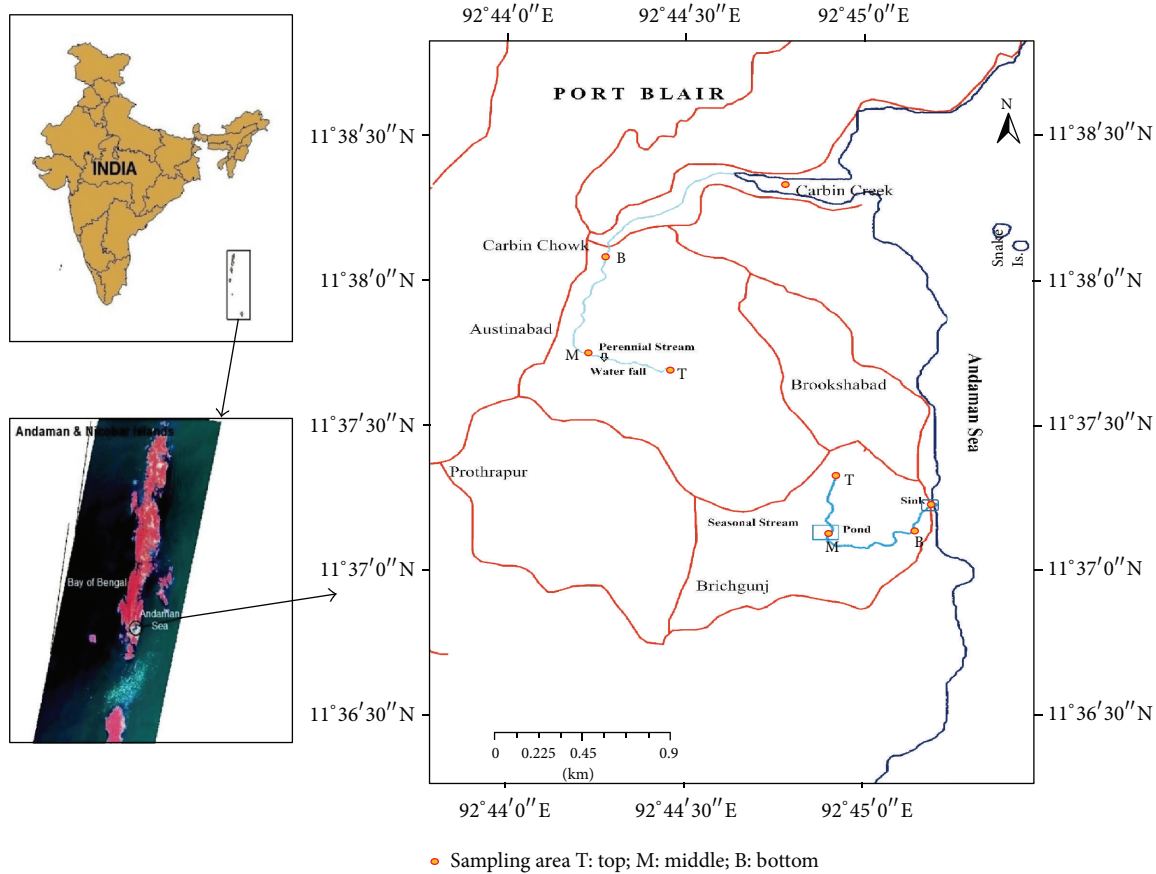 92°44′0″E 92°44′30″E 92°45′0″E
INDIA
PORT BLAIR
N
11°38′30″N 11°38′30″N
Carbin Creek
Carbin Chowk
B
Snake
Is.
11°38′0″N 11°38′0″N
Austinabad
M
Perennial Stream
Water fall
T
Brookshabad
Andaman Sea
11°37′30″N 11°37′30″N
Andaman & Nicobar Islands
Prothrapur
T
Sink
Seasonal Stream
Pond
M
B
11°37′0″N 11°37′0″N
Bay of Bengal
Brichgunj
Andaman
Sea
11°36′30″N 11°36′30″N
0 0.225 0.45 0.9
(km)
92°44′0″E 92°44′30″E 92°45′0″E
Sampling area T: top; M: middle; B: bottom